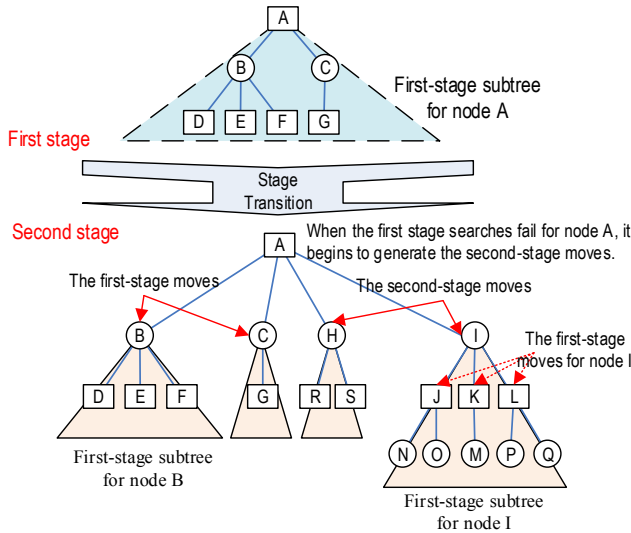 A
B
C
First-stage subtree
for node A
D
E
F
G
First stage
Stage
Transition
Second stage
When the first stage searches fail for node A, it
begins to generate the second-stage moves.
A
The first-stage moves
The second-stage moves
B
C
H
I
The first-stage
moves for node I
D
E
F
G
R
S
J
K
L
N
O
M
P
Q
First-stage subtree
for node B
First-stage subtree
for node I